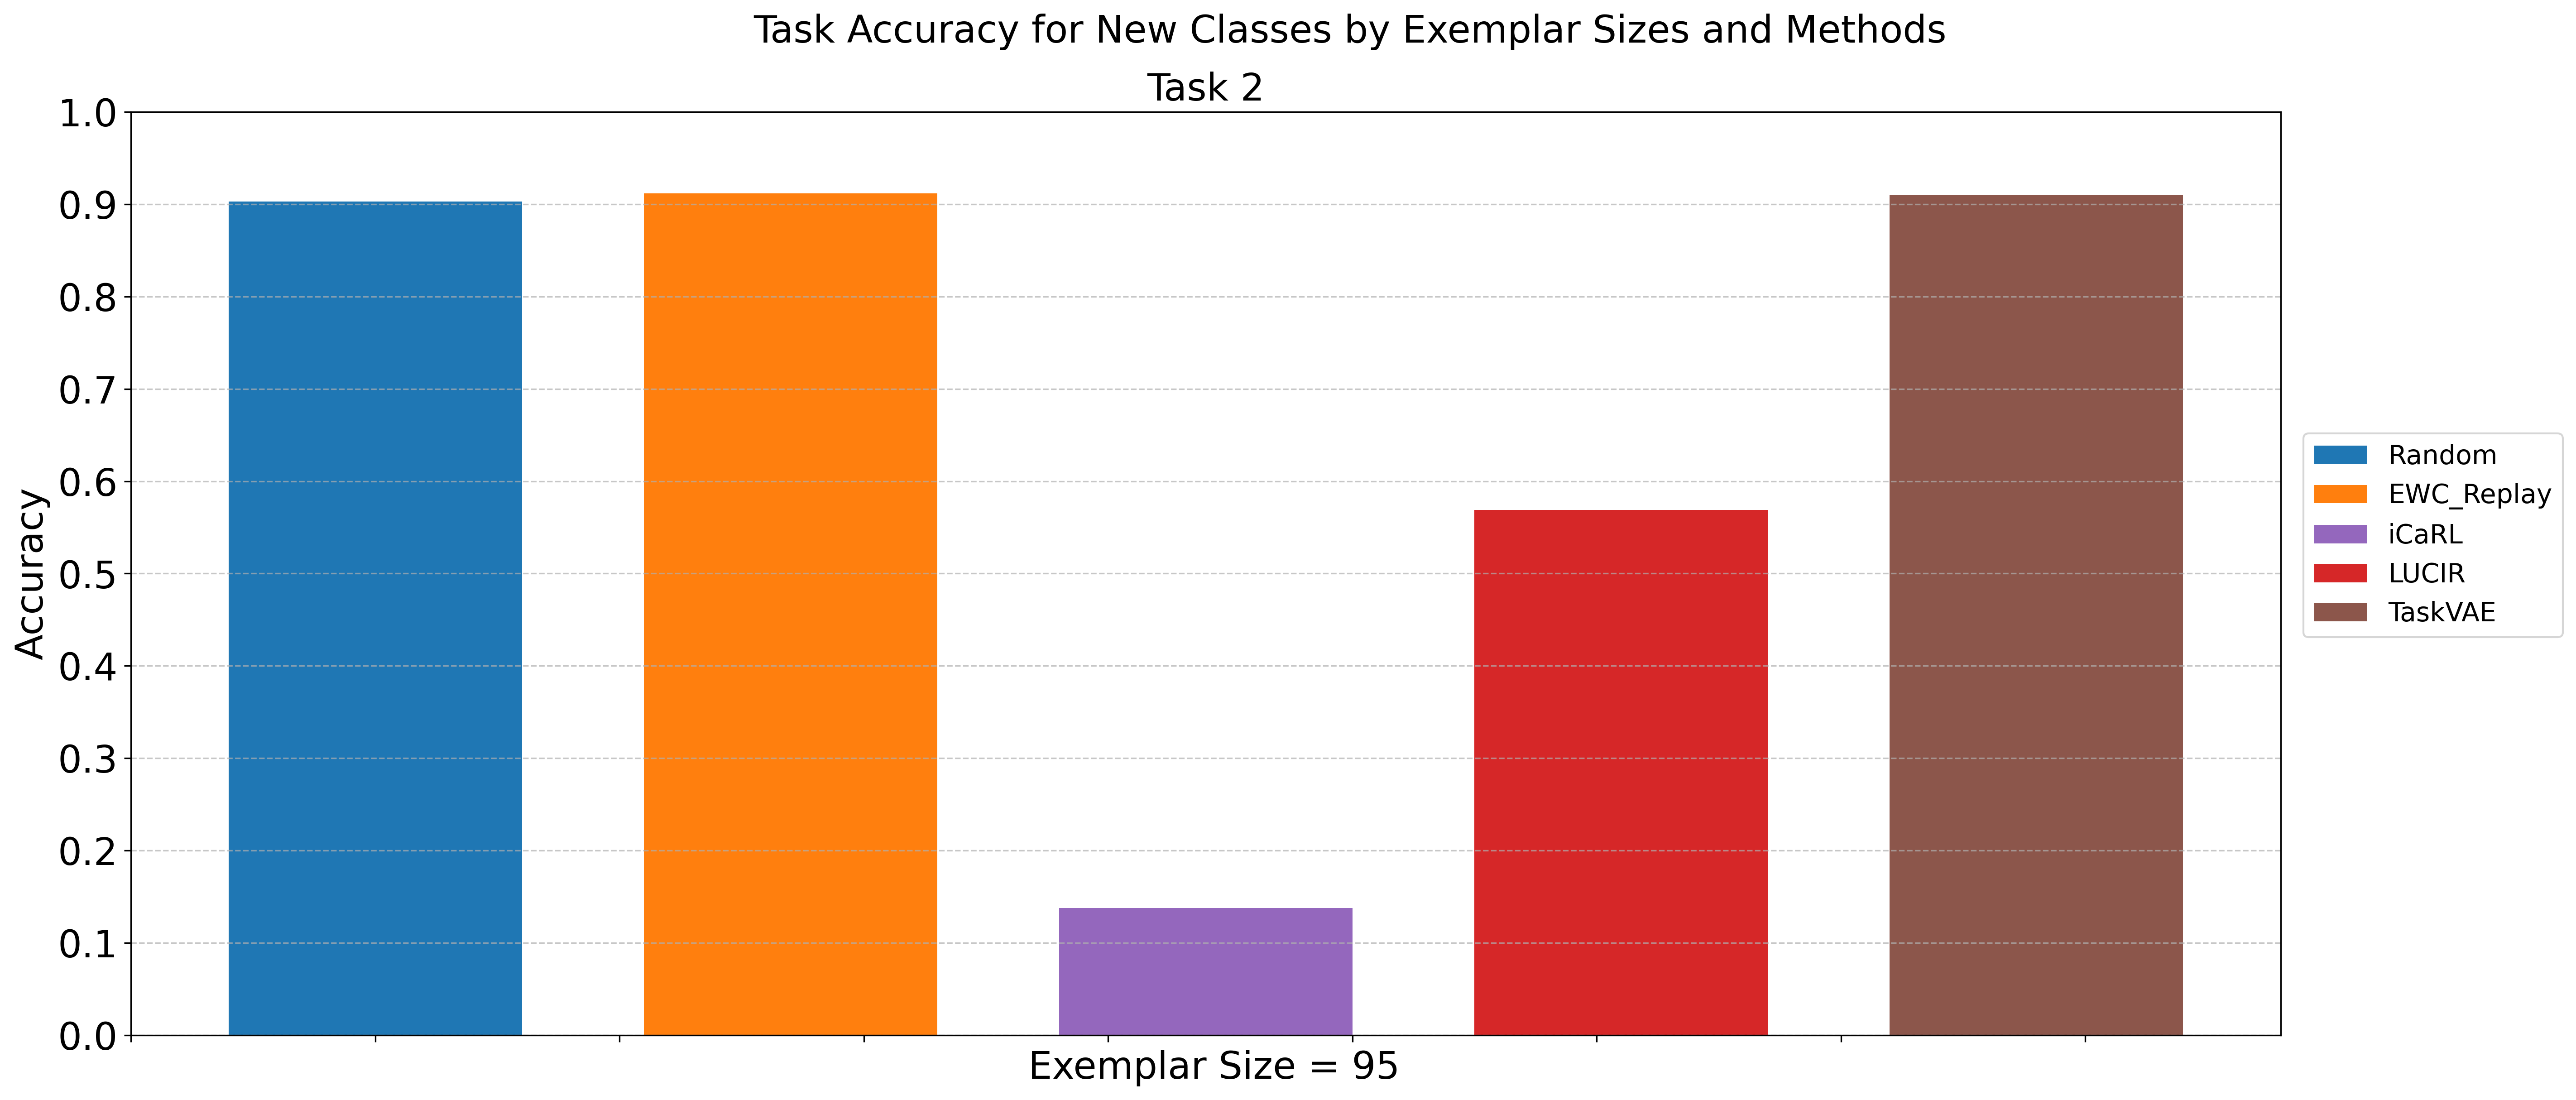 Task Accuracy for New Classes by Exemplar Sizes and Methods
Task 2
1.0
0.9
0.8
0.7
0.6
0.5
0.4
0.3
0.2
0.1
0.0
Accuracy
Exemplar Size = 95
Random
EWC_Replay
iCaRL
LUCIR
TaskVAE